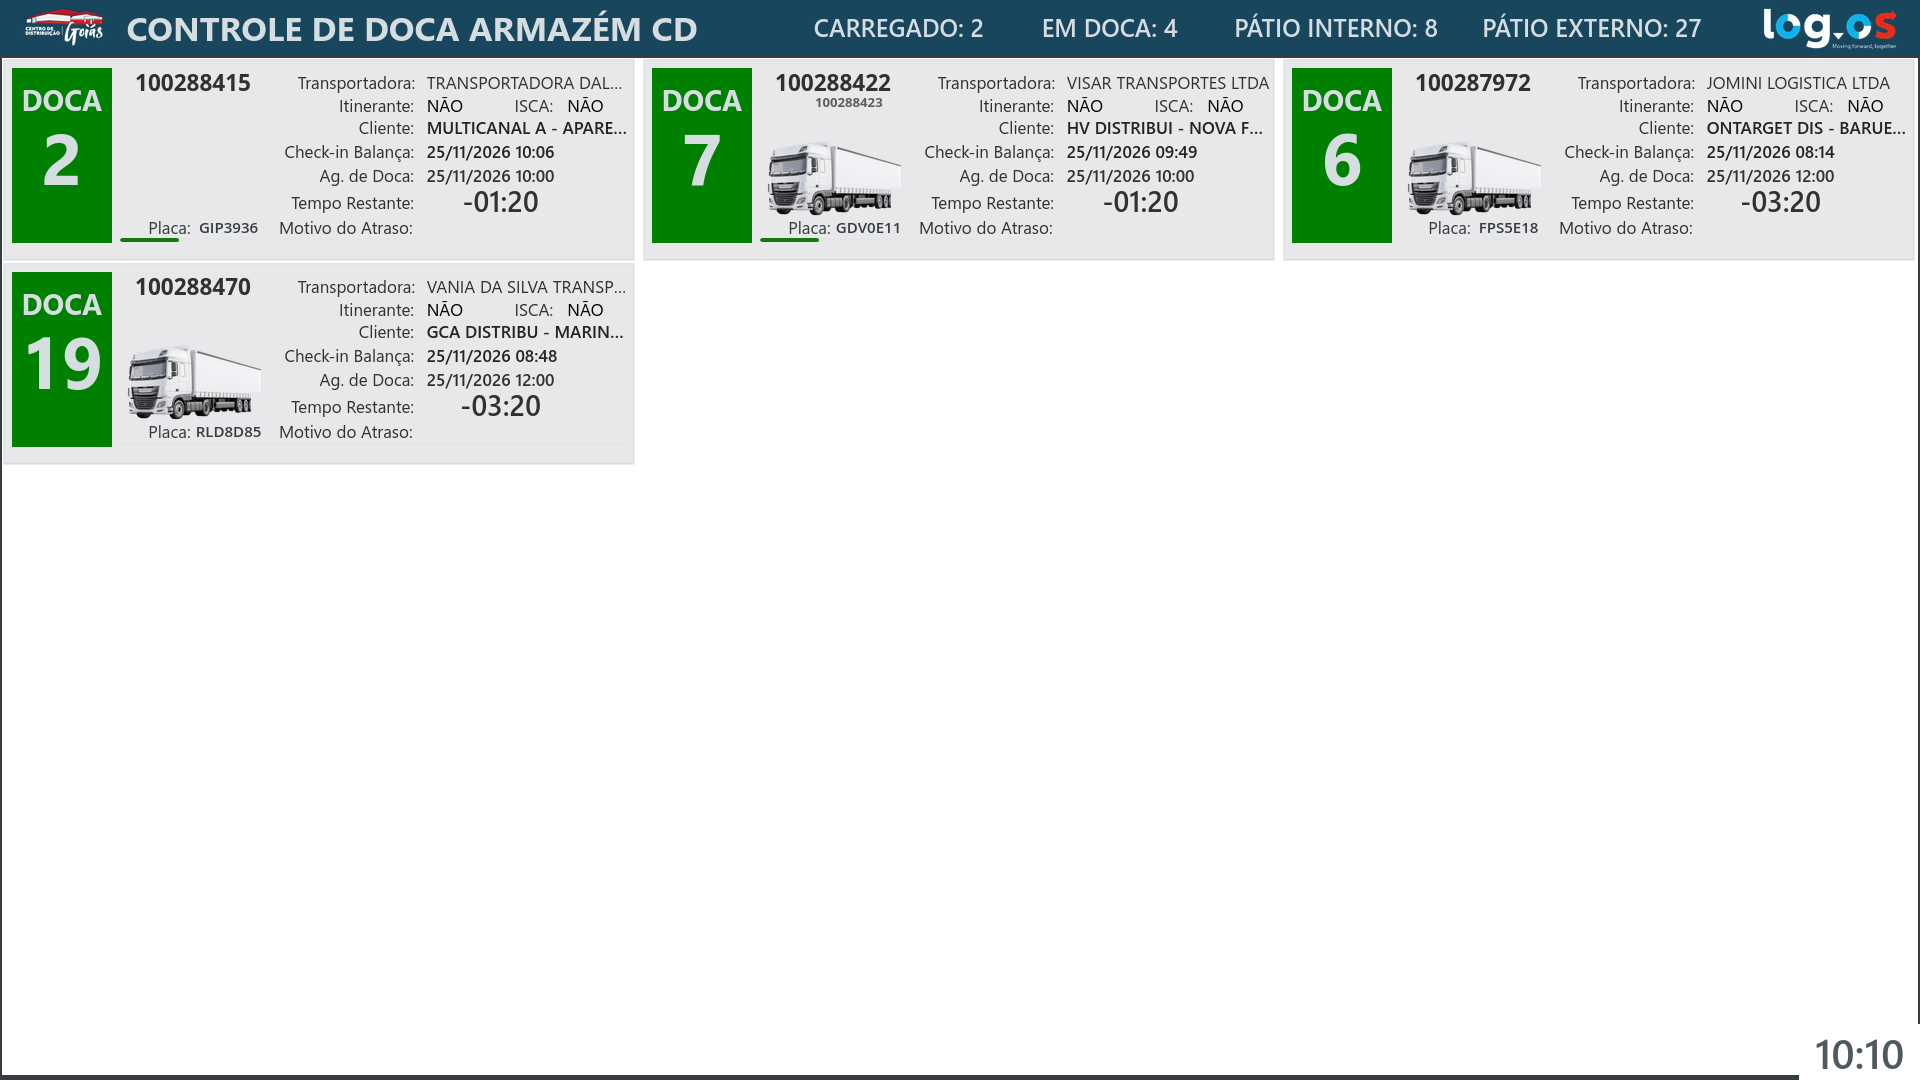 CENTRO DE
DISTRIBUIÇÃO Goiás
CONTROLE DE DOCA ARMAZÉM CD
CARREGADO: 2
EM DOCA: 4
PÁTIO INTERNO: 8
PÁTIO EXTERNO: 27
log.os
Moving forward, together
DOCA
2
100288415
Placa: GIP3936
Transportadora: TRANSPORTADORA DAL...
Itinerante: NÃO ISCA: NÃO
Cliente: MULTICANAL A - APARE...
Check-in Balança: 25/11/2026 10:06
Ag. de Doca: 25/11/2026 10:00
Tempo Restante: -01:20
Motivo do Atraso:
DOCA
7
100288422
100288423
Placa: GDV0E11
Transportadora: VISAR TRANSPORTES LTDA
Itinerante: NÃO ISCA: NÃO
Cliente: HV DISTRIBUI - NOVA F...
Check-in Balança: 25/11/2026 09:49
Ag. de Doca: 25/11/2026 10:00
Tempo Restante: -01:20
Motivo do Atraso:
DOCA
6
100287972
Placa: FPS5E18
Transportadora: JOMINI LOGISTICA LTDA
Itinerante: NÃO ISCA: NÃO
Cliente: ONTARGET DIS - BARUE...
Check-in Balança: 25/11/2026 08:14
Ag. de Doca: 25/11/2026 12:00
Tempo Restante: -03:20
Motivo do Atraso:
DOCA
19
100288470
Placa: RLD8D85
Transportadora: VANIA DA SILVA TRANSP...
Itinerante: NÃO ISCA: NÃO
Cliente: GCA DISTRIBU - MARIN...
Check-in Balança: 25/11/2026 08:48
Ag. de Doca: 25/11/2026 12:00
Tempo Restante: -03:20
Motivo do Atraso:
10:10